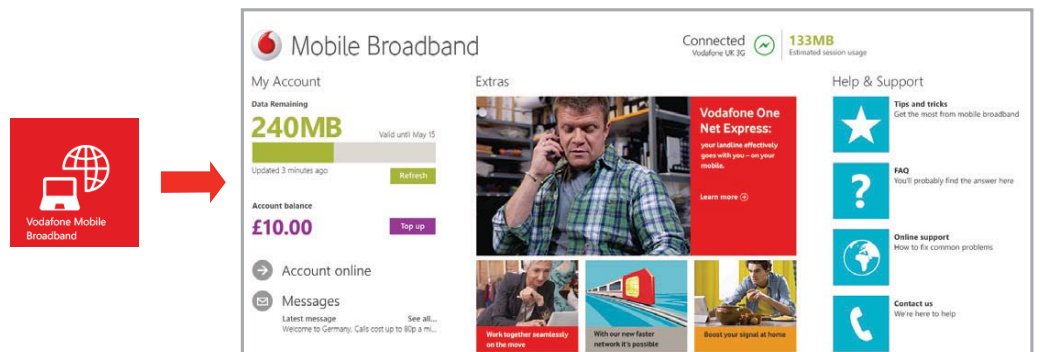 Vodafone Mobile
Broadband
Mobile Broadband
Connected
Vodafone UK 3G
133MB
Estimated session usage
My Account
Data Remaining
240MB
Valid until May 15
Updated 3 minutes ago
Refresh
Account balance
£10.00
Top up
Account online
Messages
Latest message
See all...
Welcome to Germany, Calls cost up to 80p a mi...
Extras
Vodafone One
Net Express:
your landline effectively
goes with you – on your
mobile.
Learn more
Work together seamlessly
on the move
With our new faster
network it's possible
Boost your signal at home
Help & Support
Tips and tricks
Get the most from mobile broadband
?
FAQ
You'll probably find the answer here
Online support
How to fix common problems
Contact us
We're here to help